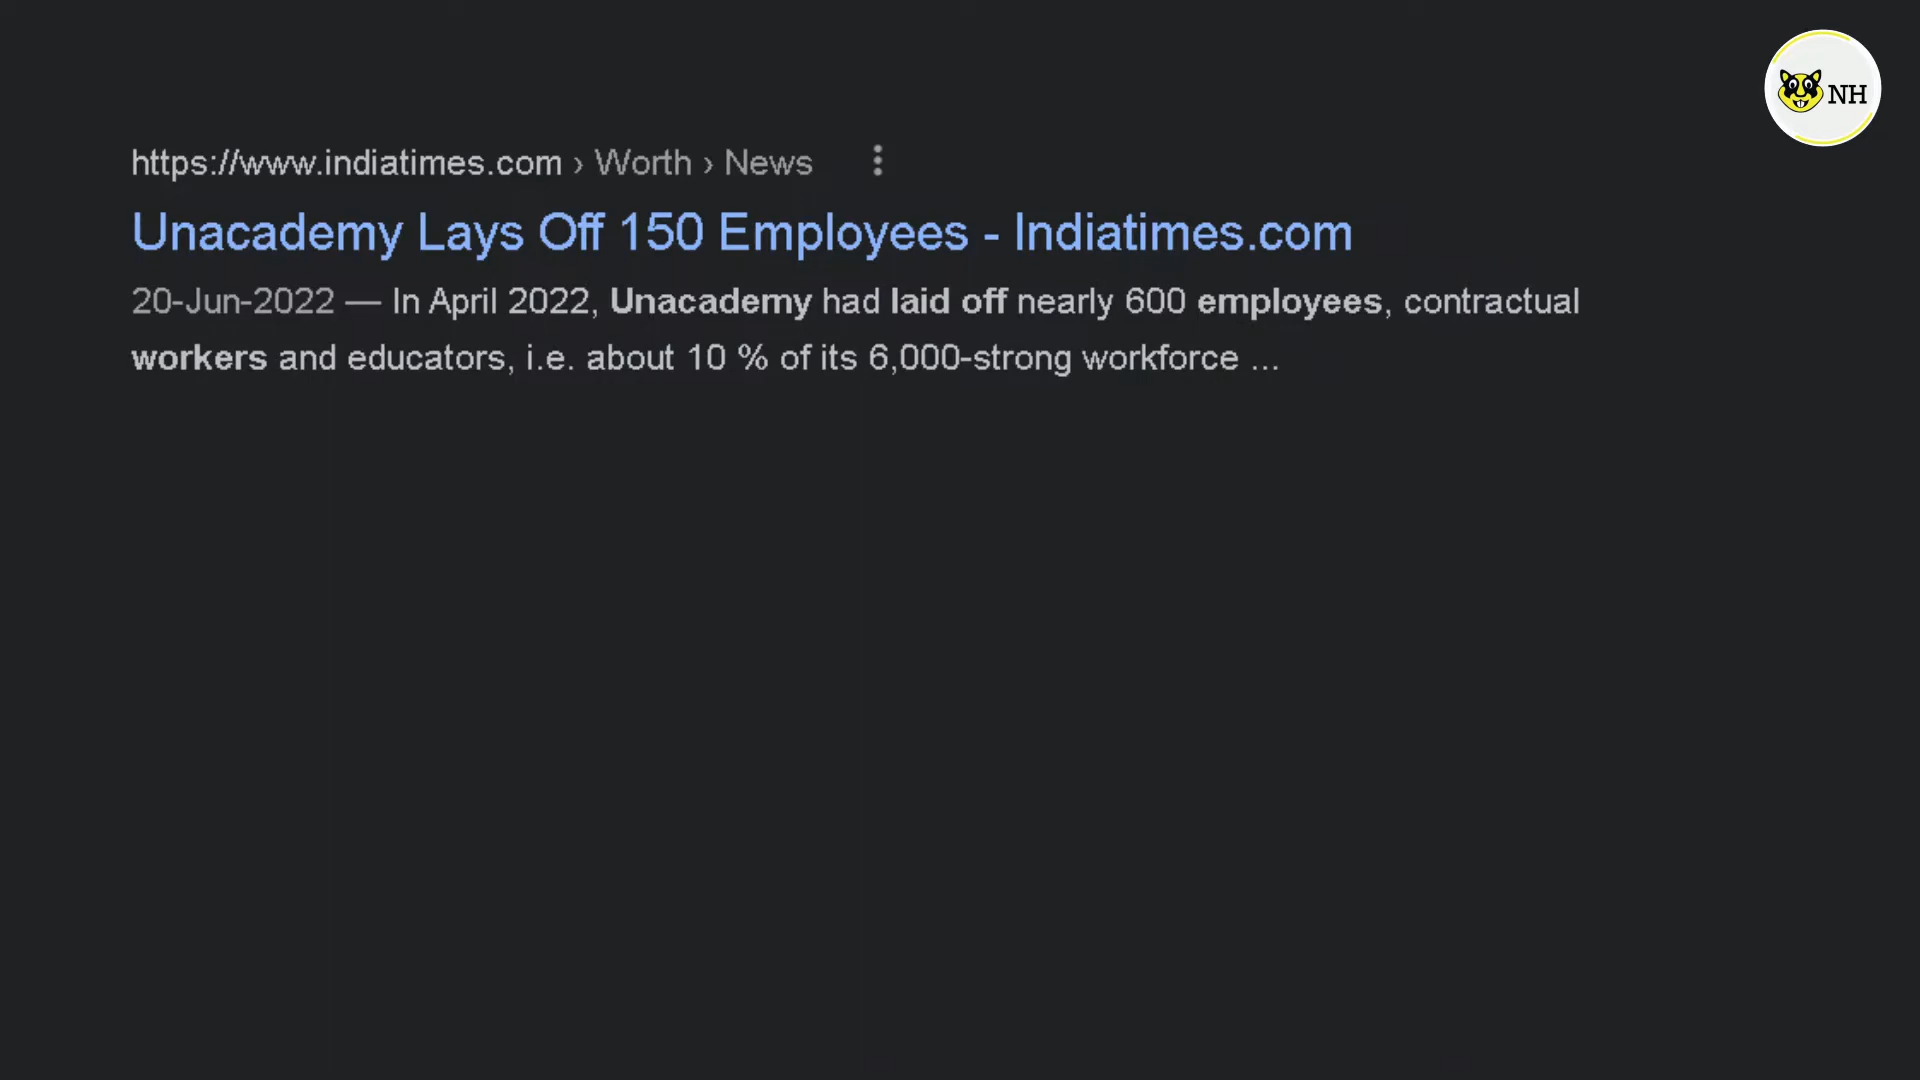 NH
https://www.indiatimes.com › Worth › News
Unacademy Lays Off 150 Employees - Indiatimes.com
20-Jun-2022 — In April 2022, Unacademy had laid off nearly 600 employees, contractual
workers and educators, i.e. about 10 % of its 6,000-strong workforce ...